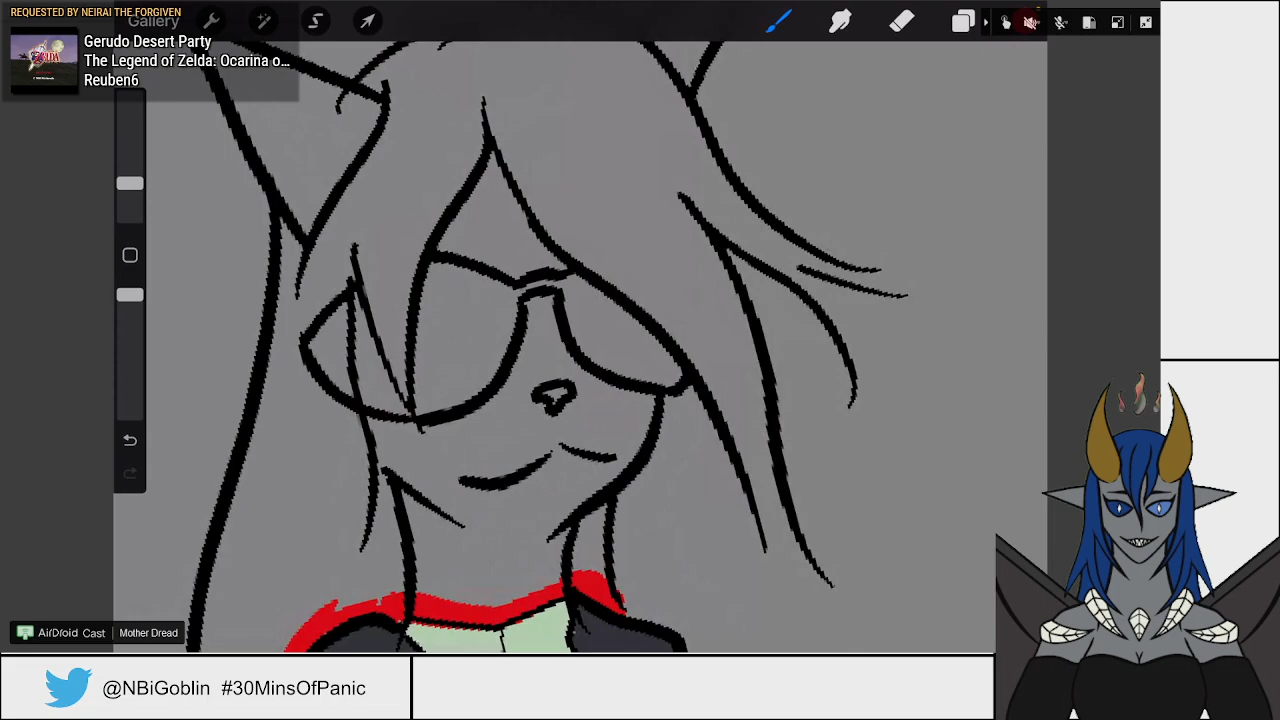 REQUESTED BY NEIRAI THE FORGIVEN
Gallery
Gerudo Desert Party
The Legend of Zelda: Ocarina o...
Reuben6
AirDroid Cast Mother Dread
@NBiGoblin #30MinsOfPanic